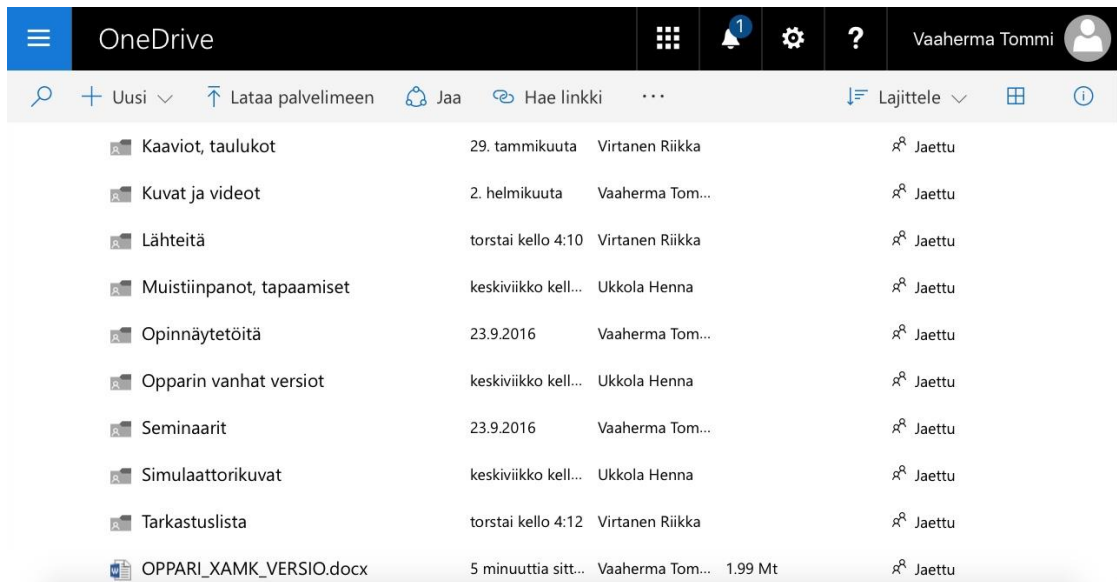 OneDrive 1 ? Vaaherma Tommi
+ Uusi Lataa palvelimeen Jaa Hae linkki ... Lajittele
Kaaviot, taulukot 29. tammikuuta Virtanen Riikka Jaettu
Kuvat ja videot 2. helmikuuta Vaaherma Tom... Jaettu
Lähteitä torstai kello 4:10 Virtanen Riikka Jaettu
Muistiinpanot, tapaamiset keskiviikko kell... Ukkola Henna Jaettu
Opinnäytetöitä 23.9.2016 Vaaherma Tom... Jaettu
Opparin vanhat versiot keskiviikko kell... Ukkola Henna Jaettu
Seminaarit 23.9.2016 Vaaherma Tom... Jaettu
Simulaattorikuvat keskiviikko kell... Ukkola Henna Jaettu
Tarkastuslista torstai kello 4:12 Virtanen Riikka Jaettu
OPPARI_XAMK_VERSIO.docx 5 minuuttia sitt... Vaaherma Tom... 1.99 Mt Jaettu